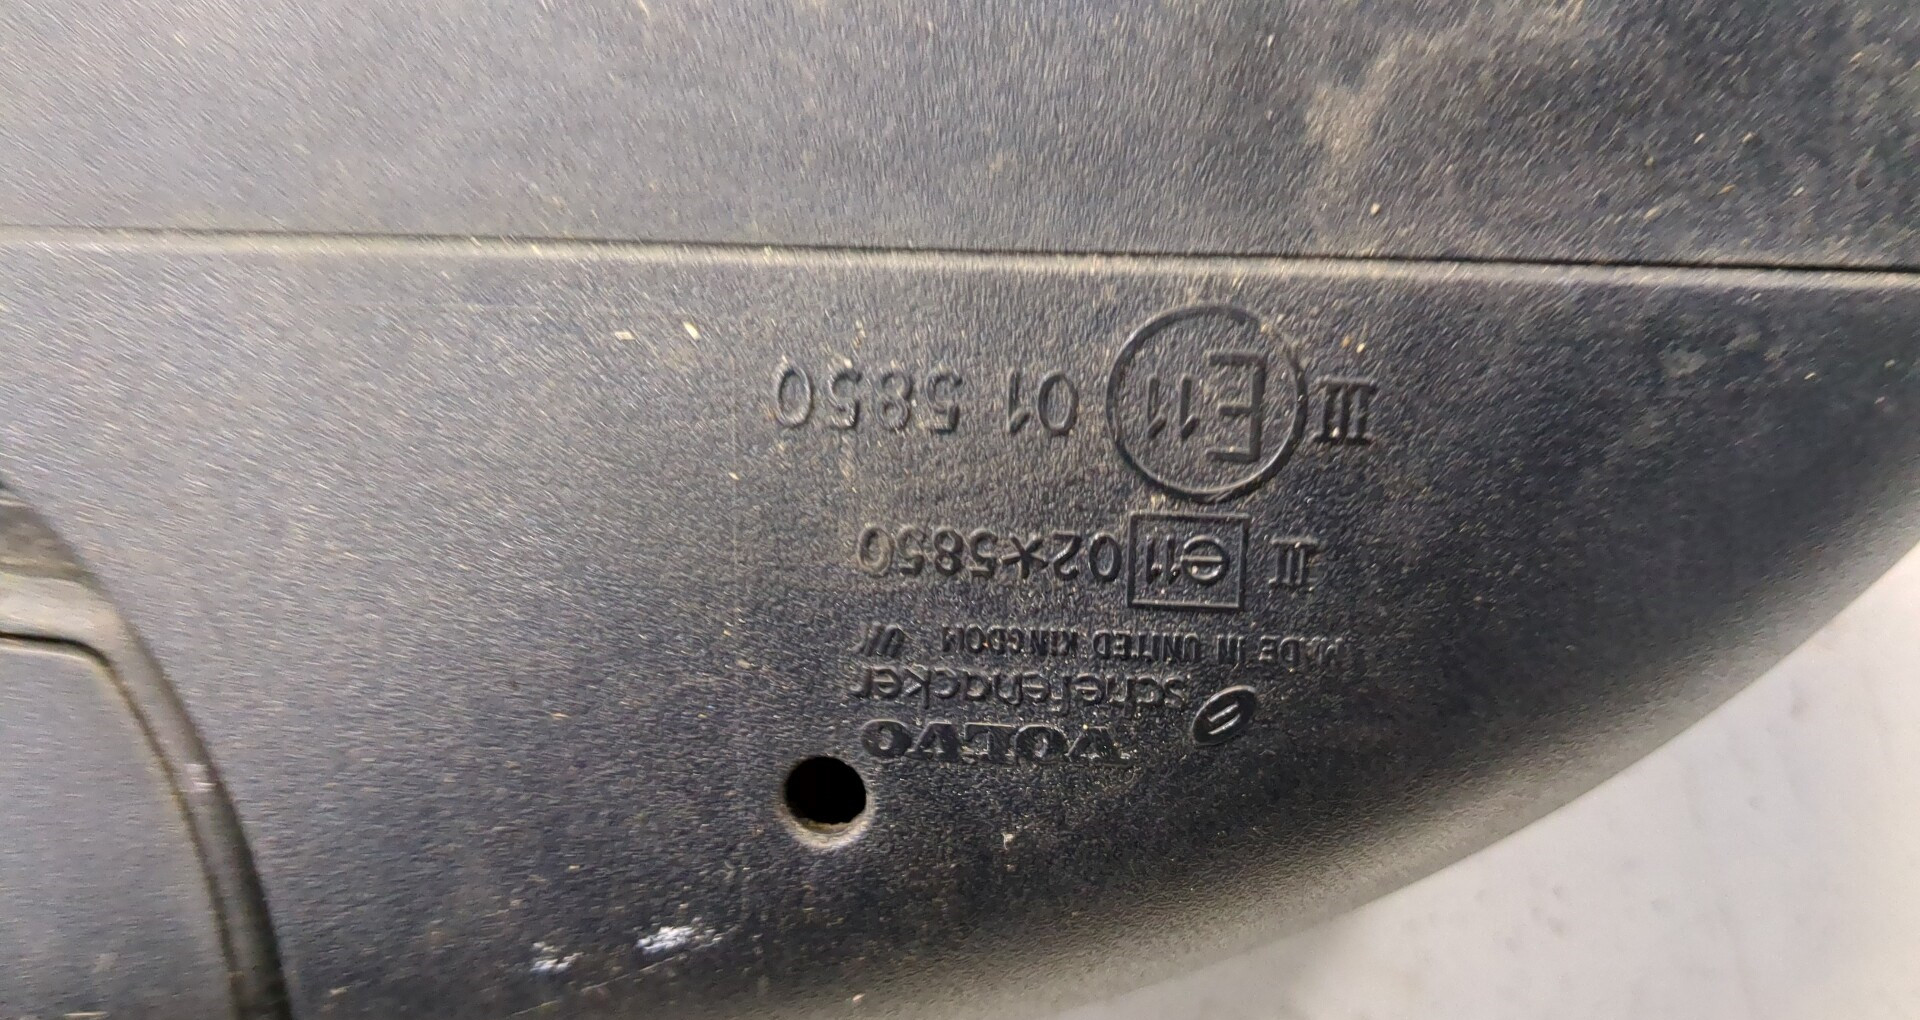 VOLVO
schefenacker
MADE IN UNITED KINGDOM
III e11 02*5850
III E11 01 5850